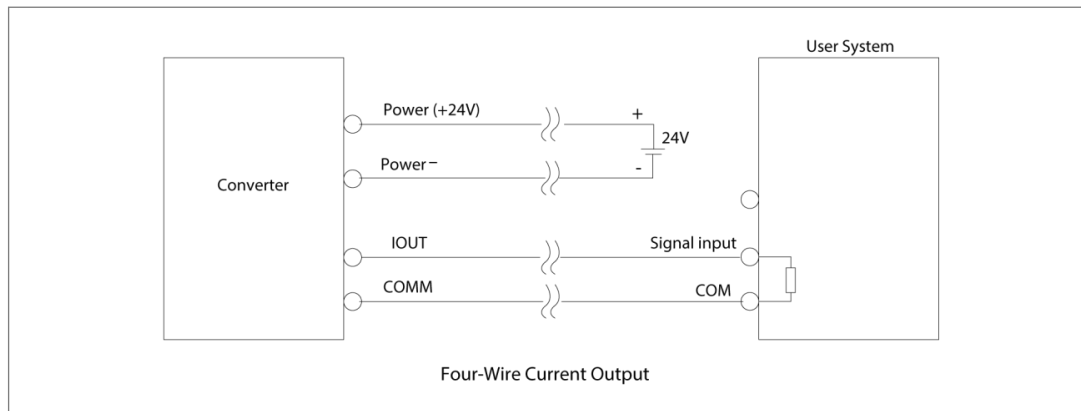 User System
Power (+24V)
+
24V
Power−
-
Converter
IOUT
Signal input
COMM
COM
Four-Wire Current Output